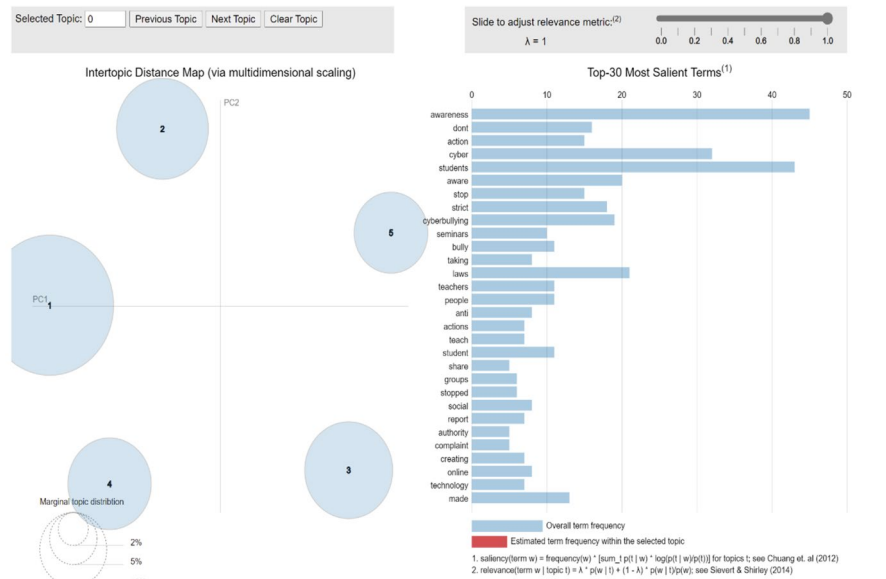 Selected Topic: 0 Previous Topic Next Topic Clear Topic
Slide to adjust relevance metric:(2)
λ = 1
0.0 0.2 0.4 0.6 0.8 1.0
Intertopic Distance Map (via multidimensional scaling)
PC2
PC1
2
5
1
4
3
Marginal topic distribtion
2%
5%
Top-30 Most Salient Terms(1)
0 10 20 30 40 50
awareness
dont
action
cyber
students
aware
stop
strict
cyberbullying
seminars
bully
taking
laws
teachers
people
anti
actions
teach
student
share
groups
stopped
social
report
authority
complaint
creating
online
technology
made
Overall term frequency
Estimated term frequency within the selected topic
1. saliency(term w) = frequency(w) * [sum_t p(t | w) * log(p(t | w)/p(t))] for topics t; see Chuang et. al (2012)
2. relevance(term w | topic t) = λ * p(w | t) + (1 - λ) * p(w | t)/p(w); see Sievert & Shirley (2014)